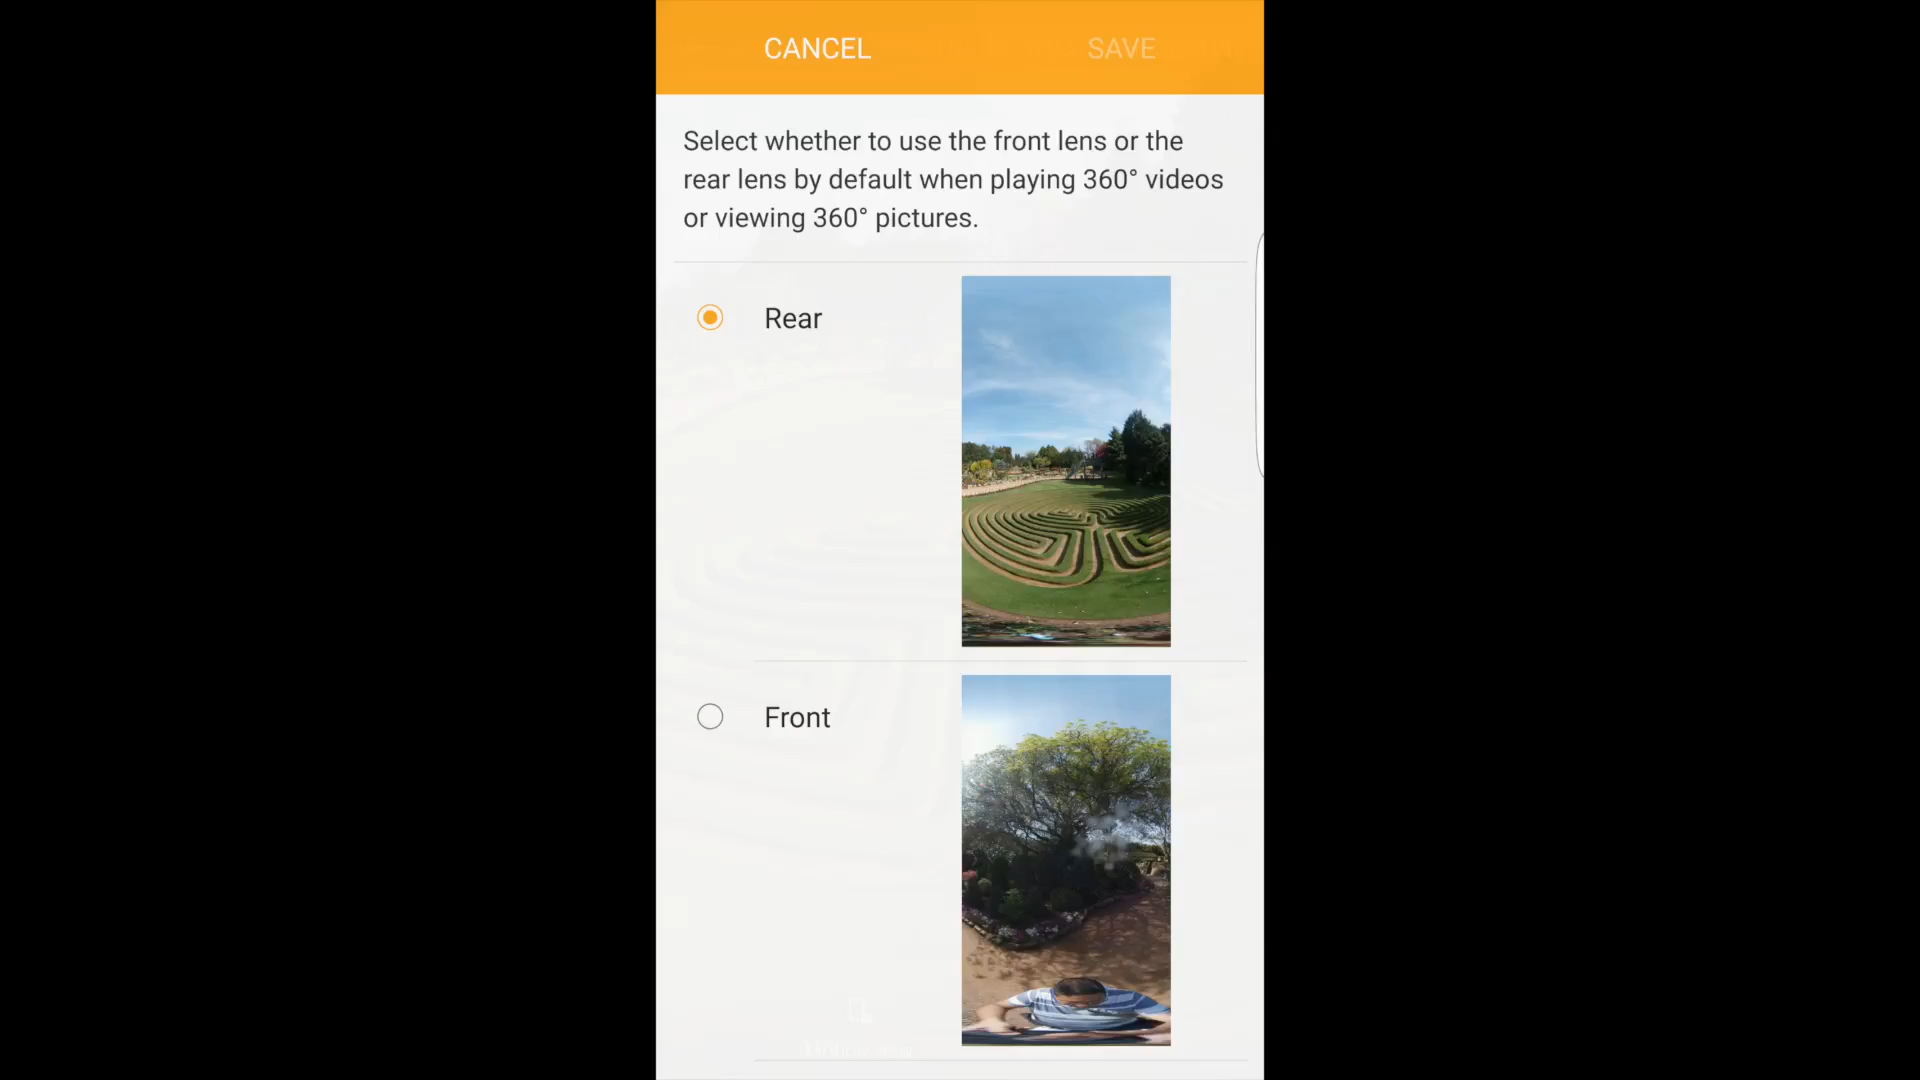 CANCEL SAVE
Select whether to use the front lens or the
rear lens by default when playing 360° videos
or viewing 360° pictures.
Rear
Front